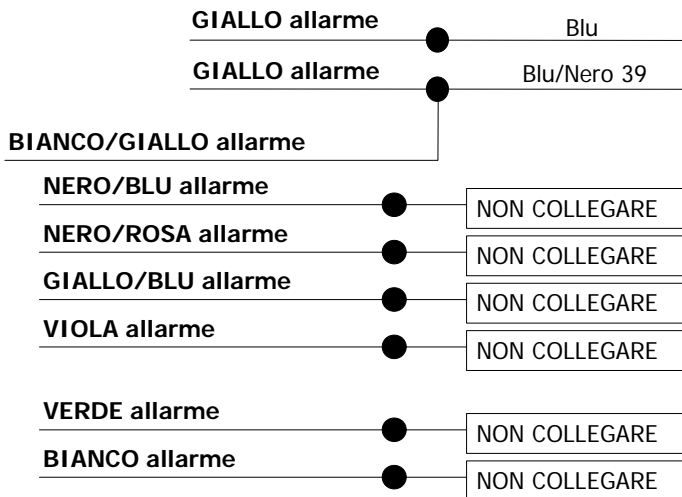 GIALLO allarme Blu
GIALLO allarme Blu/Nero 39
BIANCO/GIALLO allarme
NERO/BLU allarme
NON COLLEGARE
NERO/ROSA allarme
NON COLLEGARE
GIALLO/BLU allarme
NON COLLEGARE
VIOLA allarme
NON COLLEGARE
VERDE allarme
NON COLLEGARE
BIANCO allarme
NON COLLEGARE